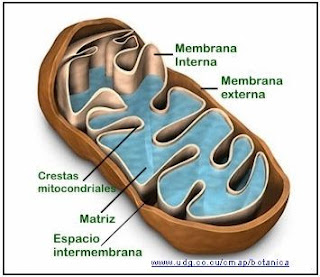 Membrana
Interna
Membrana
externa
Crestas
mitocondriales
Matriz
Espacio
intermembrana
www.udg.co.cu/cmap/botanica